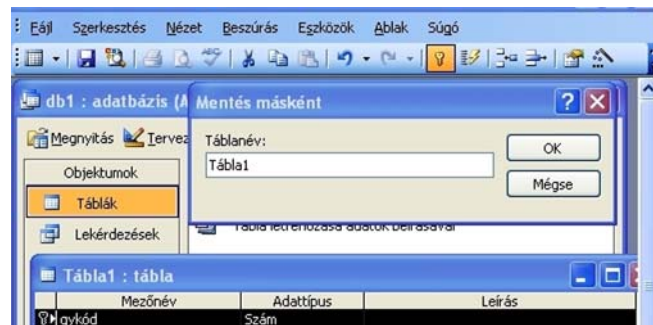 Fájl Szerkesztés Nézet Beszúrás Eszközök Ablak Súgó
db1 : adatbázis (A
Mentés másként
Megnyitás Tervez
Táblanév:
OK
Objektumok
Tábla1
Mégse
Táblák
Lekérdezések
Tábla létrehozása adatok beírásával
Tábla1 : tábla
Mezőnév Adattípus Leírás
gykód Szám